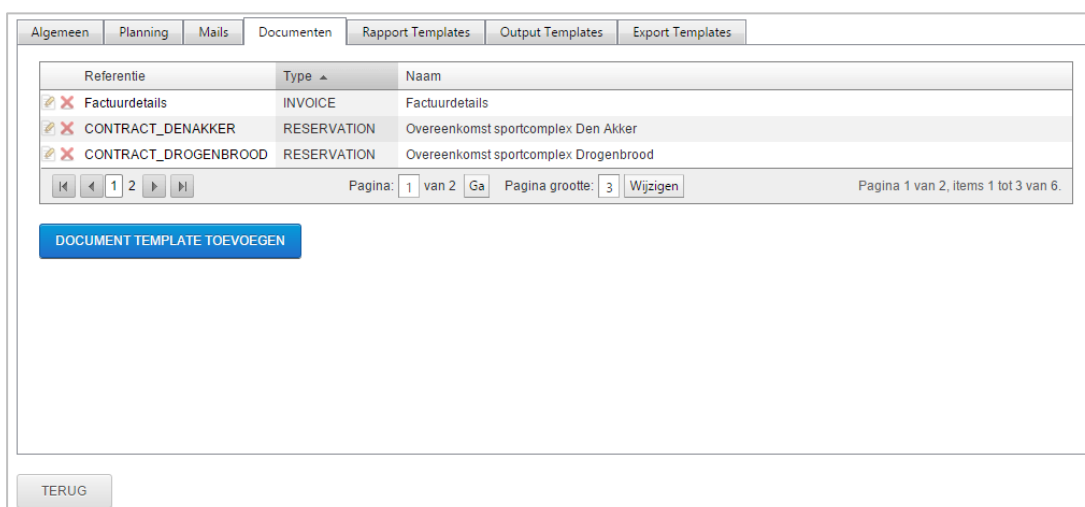 Algemeen Planning Mails Documenten Rapport Templates Output Templates Export Templates
Referentie Type Naam
Factuurdetails INVOICE Factuurdetails
CONTRACT_DENAKKER RESERVATION Overeenkomst sportcomplex Den Akker
CONTRACT_DROGENBROOD RESERVATION Overeenkomst sportcomplex Drogenbrood
1 2 Pagina: 1 van 2 Ga Pagina grootte: 3 Wijzigen Pagina 1 van 2, items 1 tot 3 van 6.
DOCUMENT TEMPLATE TOEVOEGEN
TERUG